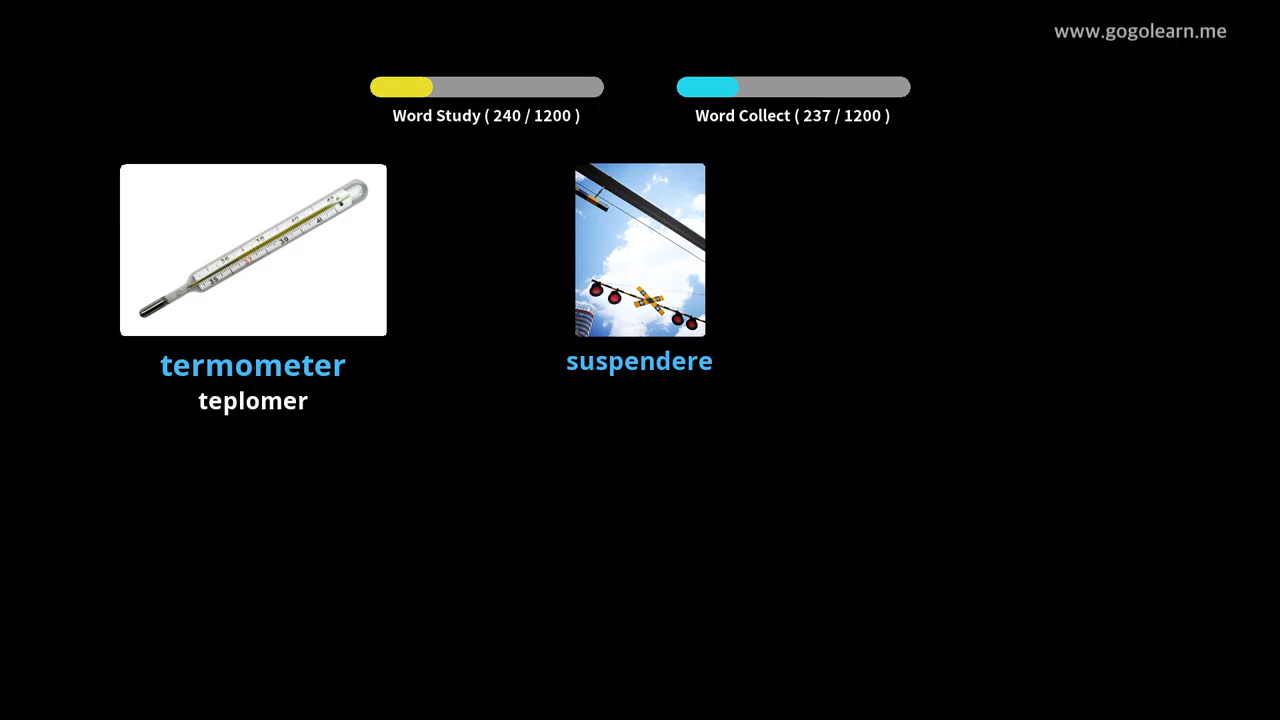 www.gogolearn.me
Word Study ( 240 / 1200 )
Word Collect ( 237 / 1200 )
termometer
teplomer
suspendere